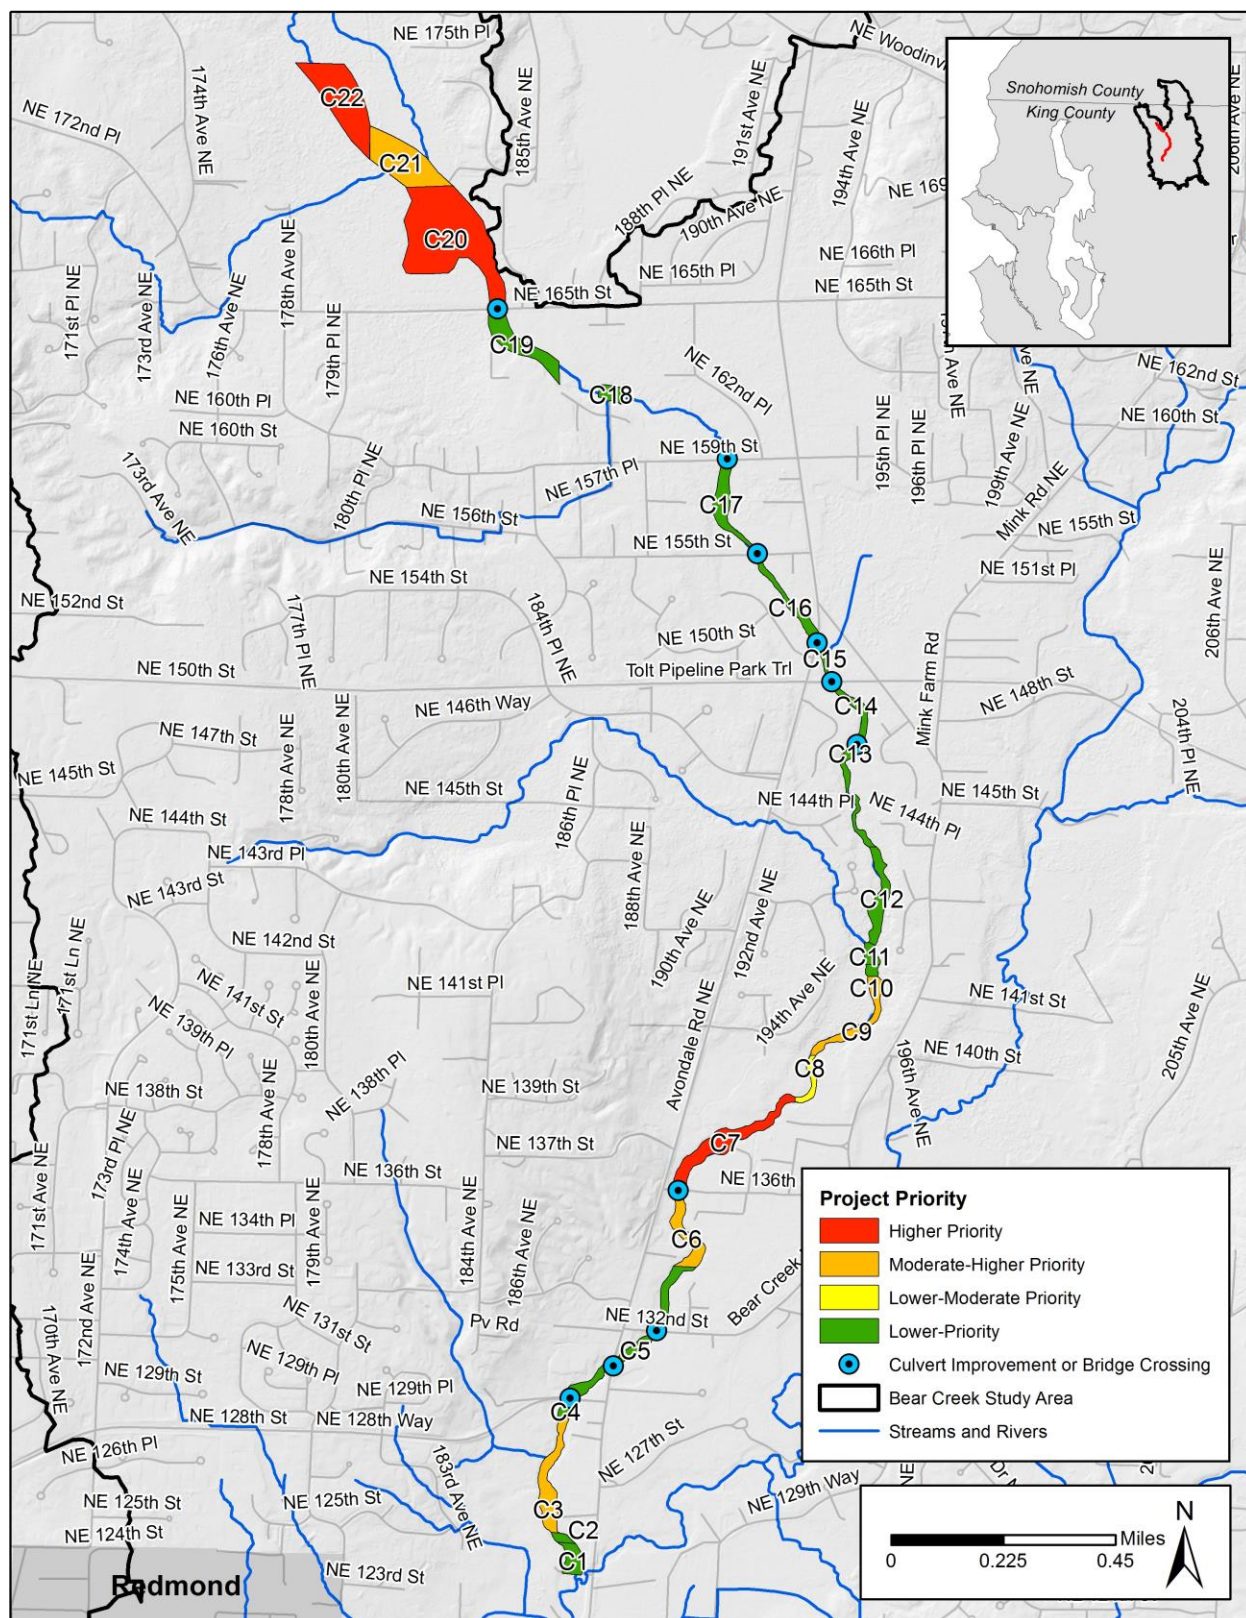 NE 175th Pl
NE Woodinv
C22
174th Ave NE
NE 172nd Pl
185th Ave NE
191st Ave NE
194th Ave NE
Snohomish County
King County
206th Ave NE
C21
188th Pl NE
190th Ave NE
NE 169
C20
178th Ave NE
NE 166th Pl
NE 165th Pl
NE 165th St
NE 165th St
171st Pl NE
173rd Ave NE
176th Ave NE
179th Pl NE
C19
NE 162nd Pl
Ave NE
Ave NE
NE 162nd St
C18
NE 160th Pl
NE 160th St
NE 160th St
NE 159th St
195th Pl NE
196th Pl NE
199th Ave NE
Mink Rd NE
173rd Ave NE
180th Pl NE
NE 157th Pl
NE 156th St
C17
NE 155th St
NE 155th St
NE 154th St
NE 151st Pl
NE 152nd St
177th Pl NE
184th Pl NE
C16
NE 150th St
206th Ave NE
NE 150th St
Tolt Pipeline Park Trl
C15
Mink Farm Rd
NE 148th St
NE 146th Way
C14
NE 147th St
178th Ave NE
180th Ave NE
C13
204th Pl NE
NE 145th St
NE 145th St
186th Pl NE
NE 144th Pl
NE 144th Pl
NE 145th St
NE 144th St
NE 143rd Pl
NE 143rd St
188th Ave NE
190th Ave NE
192nd Ave NE
C12
NE 142nd St
171st Ln NE
171st Ln NE
C11
NE 141st St
NE 141st Pl
C10
NE 141st St
NE 139th Pl
180th Ave NE
Avondale Rd NE
194th Ave NE
C9
196th Ave NE
NE 140th St
205th Ave NE
NE 138th Pl
C8
NE 138th St
NE 139th St
173rd Pl NE
178th Ave NE
NE 137th St
C7
171st Ave NE
174th Ave NE
NE 136th St
NE 136th
175th Ave NE
NE 134th Pl
179th Ave NE
184th Ave NE
186th Ave NE
C6
NE 133rd St
Bear Creek
NE 132nd St
170th Ave NE
172nd Ave NE
NE 131st St
Pv Rd
C5
NE 129th St
NE 129th Pl
NE 129th Pl
C4
NE 128th St
NE 128th Way
NE 126th Pl
183rd Ave NE
NE 127th St
NE 129th Way
NE
NE 125th St
NE 125th St
C3
NE 124th St
C2
C1
NE 123rd St
Redmond
Project Priority
Higher Priority
Moderate-Higher Priority
Lower-Moderate Priority
Lower-Priority
Culvert Improvement or Bridge Crossing
Bear Creek Study Area
Streams and Rivers
Miles
0
0.225
0.45
N